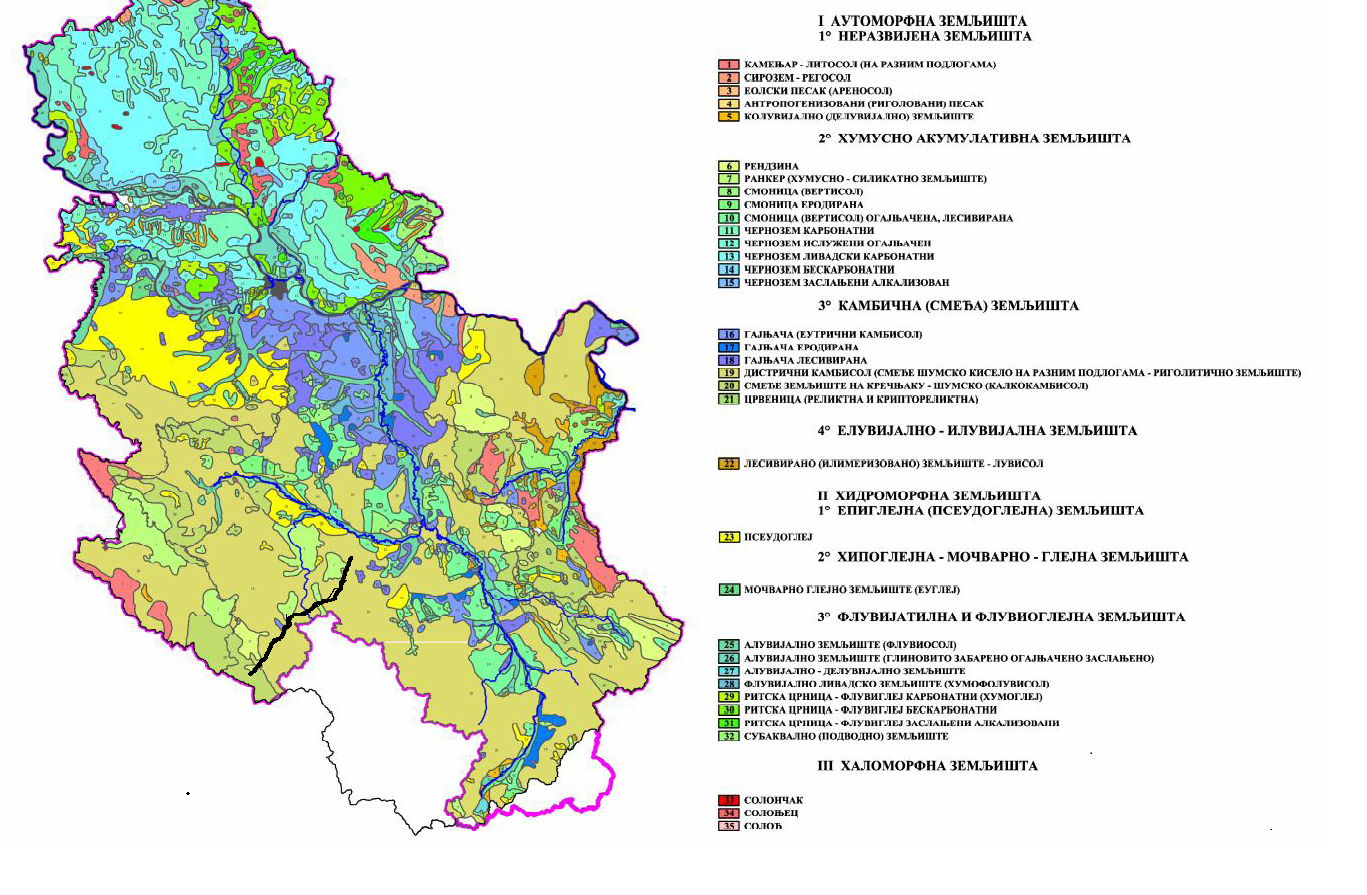 I АУТОМОРФНА ЗЕМЉИШТА
1° НЕРАЗВИЈЕНА ЗЕМЉИШТА
1 КАМЕЊАР - ЛИТОСОЛ (НА РАЗНИМ ПОДЛОГАМА)
2 СИРОЗЕМ - РЕГОСОЛ
3 ЕОЛСКИ ПЕСАК (АРЕНОСОЛ)
4 АНТРОПОГЕНИЗОВАНИ (РИГОЛОВАНИ) ПЕСАК
5 КОЛУВИЈАЛНО (ДЕЛУВИЈАЛНО) ЗЕМЉИШТЕ
2° ХУМУСНО АКУМУЛАТИВНА ЗЕМЉИШТА
6 РЕНДЗИНА
7 РАНКЕР (ХУМУСНО - СИЛИКАТНО ЗЕМЉИШТЕ)
8 СМОНИЦА (ВЕРТИСОЛ)
9 СМОНИЦА ЕРОДИРАНА
10 СМОНИЦА (ВЕРТИСОЛ) ОГАЈЊАЧЕНА, ЛЕСИВИРАНА
11 ЧЕРНОЗЕМ КАРБОНАТНИ
12 ЧЕРНОЗЕМ ИСЛУЖЕНИ ОГАЈЊАЧЕН
13 ЧЕРНОЗЕМ ЛИВАДСКИ КАРБОНАТНИ
14 ЧЕРНОЗЕМ БЕСКАРБОНАТНИ
15 ЧЕРНОЗЕМ ЗАСЛАЂЕНИ АЛКАЛИЗОВАН
3° КАМБИЧНА (СМЕЂА) ЗЕМЉИШТА
16 ГАЈЊАЧА (ЕУТРИЧНИ КАМБИСОЛ)
17 ГАЈЊАЧА ЕРОДИРАНА
18 ГАЈЊАЧА ЛЕСИВИРАНА
19 ДИСТРИЧНИ КАМБИСОЛ (СМЕЂЕ ШУМСКО КИСЕЛО НА РАЗНИМ ПОДЛОГАМА - РИГОЛИТИЧНО ЗЕМЉИШТЕ)
20 СМЕЂЕ ЗЕМЉИШТЕ НА КРЕЧЊАКУ - ШУМСКО (КАЛКОКАМБИСОЛ)
21 ЦРВЕНИЦА (РЕЛИКТНА И КРИПТОРЕЛИКТНА)
4° ЕЛУВИЈАЛНО - ИЛУВИЈАЛНА ЗЕМЉИШТА
22 ЛЕСИВИРАНО (ИЛИМЕРИЗОВАНО) ЗЕМЉИШТЕ - ЛУВИСОЛ
II ХИДРОМОРФНА ЗЕМЉИШТА
1° ЕПИГЛЕЈНА (ПСЕУДОГЛЕЈНА) ЗЕМЉИШТА
23 ПСЕУДОГЛЕЈ
2° ХИПОГЛЕЈНА - МОЧВАРНО - ГЛЕЈНА ЗЕМЉИШТА
24 МОЧВАРНО ГЛЕЈНО ЗЕМЉИШТЕ (ЕУГЛЕЈ)
3° ФЛУВИЈАТИЛНА И ФЛУВИОГЛЕЈНА ЗЕМЉИШТА
25 АЛУВИЈАЛНО ЗЕМЉИШТЕ (ФЛУВИОСОЛ)
26 АЛУВИЈАЛНО ЗЕМЉИШТЕ (ГЛИНОВИТО ЗАБАРЕНО ОГАЈЊАЧЕНО ЗАСЛАЊЕНО)
27 АЛУВИЈАЛНО - ДЕЛУВИЈАЛНО ЗЕМЉИШТЕ
28 ФЛУВИЈАЛНО ЛИВАДСКО ЗЕМЉИШТЕ (ХУМОФЛУВИСОЛ)
29 РИТСКА ЦРНИЦА - ФЛУВИГЛЕЈ КАРБОНАТНИ (ХУМОГЛЕЈ)
30 РИТСКА ЦРНИЦА - ФЛУВИГЛЕЈ БЕСКАРБОНАТНИ
31 РИТСКА ЦРНИЦА - ФЛУВИГЛЕЈ ЗАСЛАЊЕНИ АЛКАЛИЗОВАНИ
32 СУБАКВАЛНО (ПОДВОДНО) ЗЕМЉИШТЕ
III ХАЛОМОРФНА ЗЕМЉИШТА
33 СОЛОНЧАК
34 СОЛОЊЕЦ
35 СОЛОЂ